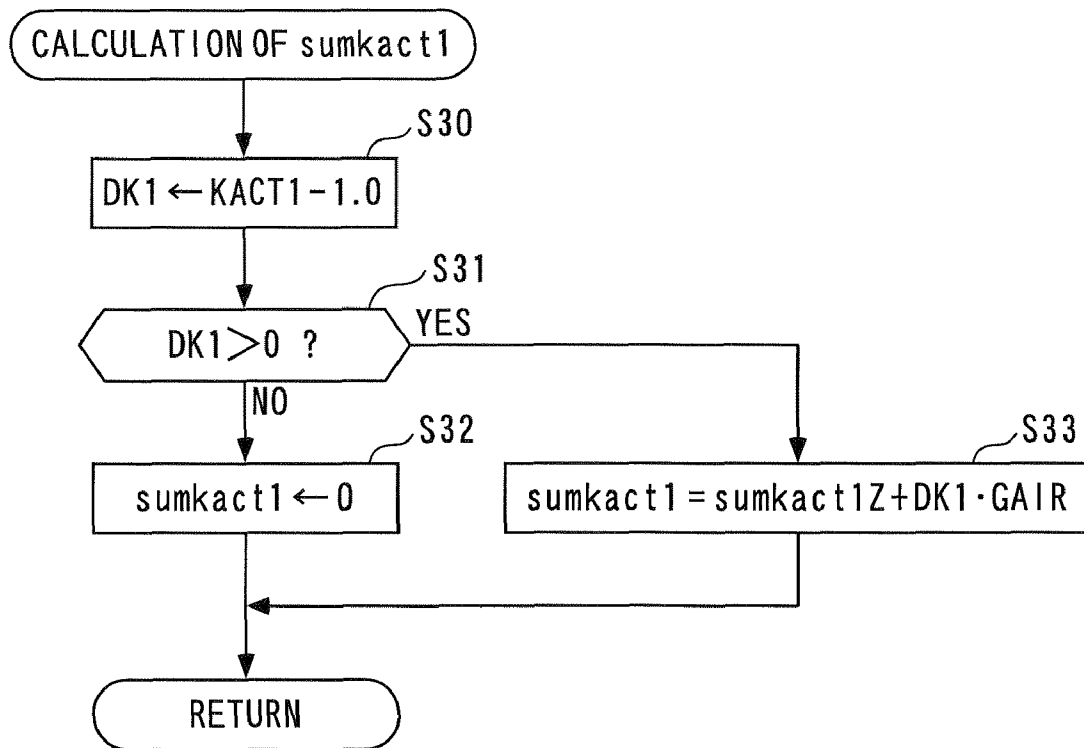 CALCULATION OF sumkact1
S30
DK1←KACT1-1.0
S31
DK1>0 ?
YES
NO
S32
sumkact1←0
S33
sumkact1=sumkact1Z+DK1·GAIR
RETURN